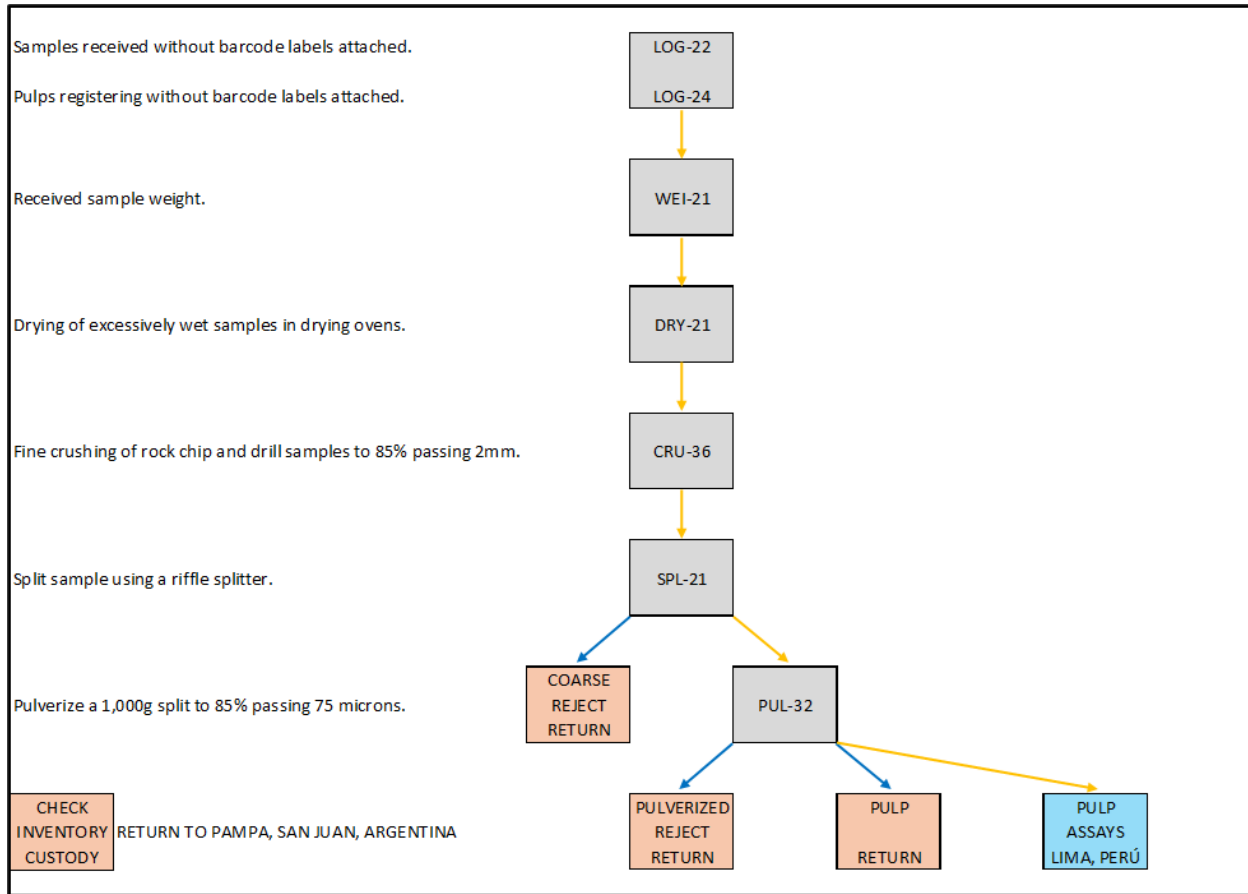 Samples received without barcode labels attached.
LOG-22
Pulps registering without barcode labels attached.
LOG-24
Received sample weight.
WEI-21
Drying of excessively wet samples in drying ovens.
DRY-21
Fine crushing of rock chip and drill samples to 85% passing 2mm.
CRU-36
Split sample using a riffle splitter.
SPL-21
Pulverize a 1,000g split to 85% passing 75 microns.
COARSE
REJECT
RETURN
PUL-32
CHECK
INVENTORY
CUSTODY
RETURN TO PAMPA, SAN JUAN, ARGENTINA
PULVERIZED
REJECT
RETURN
PULP
RETURN
PULP
ASSAYS
LIMA, PERÚ